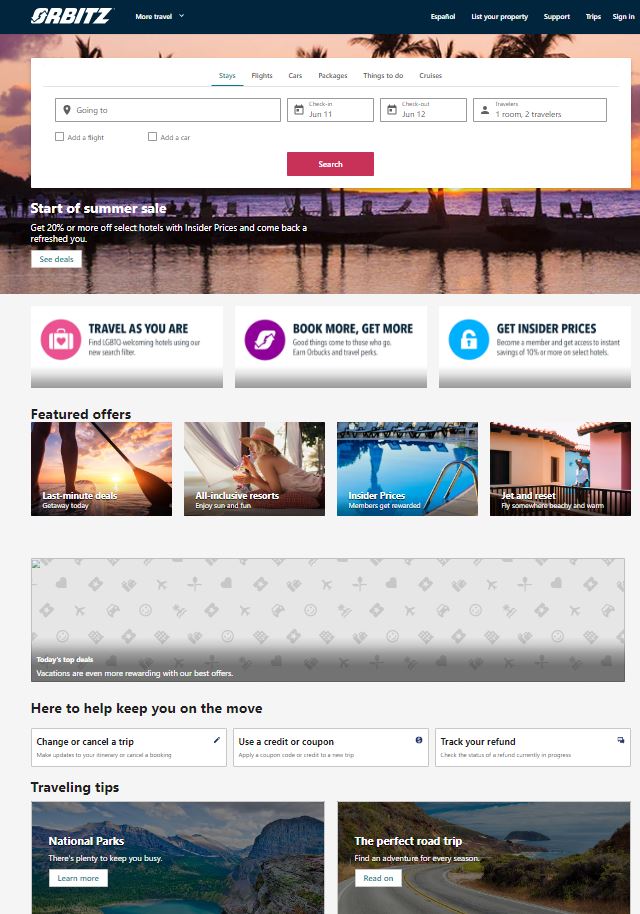 ORBITZ
More travel
Español
List your property
Support
Trips
Sign in
Stays
Flights
Cars
Packages
Things to do
Cruises
Going to
Check-in
Jun 11
Check-out
Jun 12
Travelers
1 room, 2 travelers
Add a flight
Add a car
Search
Start of summer sale
Get 20% or more off select hotels with Insider Prices and come back a
refreshed you.
See deals
TRAVEL AS YOU ARE
Find LGBTQ-welcoming hotels using our
new search filter.
BOOK MORE, GET MORE
Good things come to those who go.
Earn Orbucks and travel perks.
GET INSIDER PRICES
Become a member and get access to instant
savings of 10% or more on select hotels.
Featured offers
Last-minute deals
Getaway today
All-inclusive resorts
Enjoy sun and fun
Insider Prices
Members get rewarded
Jet and reset
Fly somewhere beachy and warm
Today's top deals
Vacations are even more rewarding with our best offers.
Here to help keep you on the move
Change or cancel a trip
Make updates to your itinerary or cancel a booking
Use a credit or coupon
Apply a coupon code or credit to a new trip
Track your refund
Check the status of a refund currently in progress
Traveling tips
National Parks
There's plenty to keep you busy.
Learn more
The perfect road trip
Find an adventure for every season.
Read on